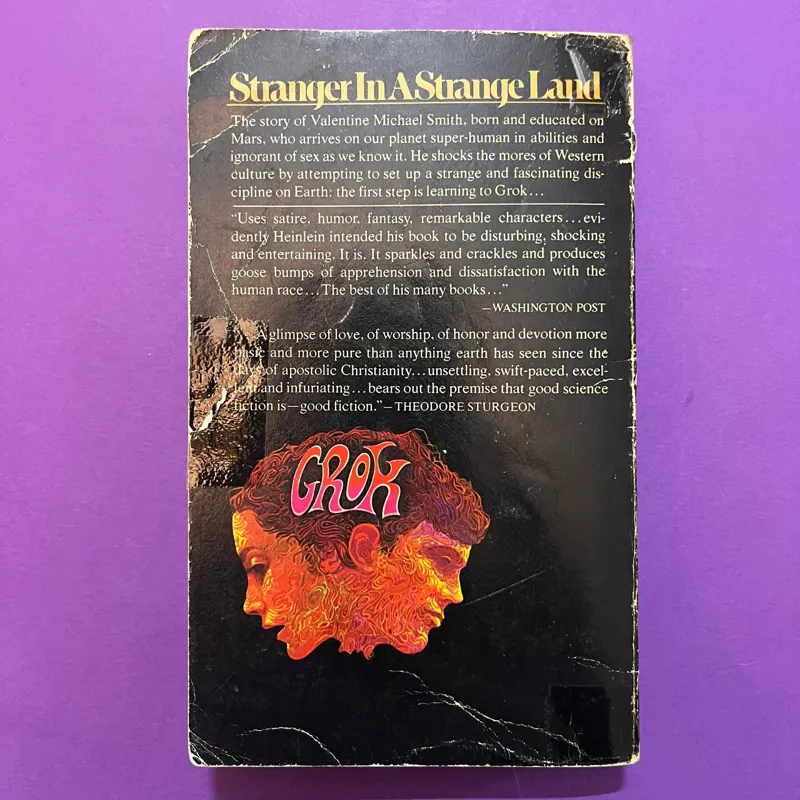 Stranger In A Strange Land
The story of Valentine Michael Smith, born and educated on
Mars, who arrives on our planet super-human in abilities and
ignorant of sex as we know it. He shocks the mores of Western
culture by attempting to set up a strange and fascinating dis-
cipline on Earth: the first step is learning to Grok...
"Uses satire, humor, fantasy, remarkable characters...evi-
dently Heinlein intended his book to be disturbing, shocking
and entertaining. It is. It sparkles and crackles and produces
goose bumps of apprehension and dissatisfaction with the
human race...The best of his many books..."
—WASHINGTON POST
A glimpse of love, of worship, of honor and devotion more
basic and more pure than anything earth has seen since the
days of apostolic Christianity...unsettling, swift-paced, excel-
lent and infuriating...bears out the premise that good science
fiction is—good fiction."—THEODORE STURGEON
GROK